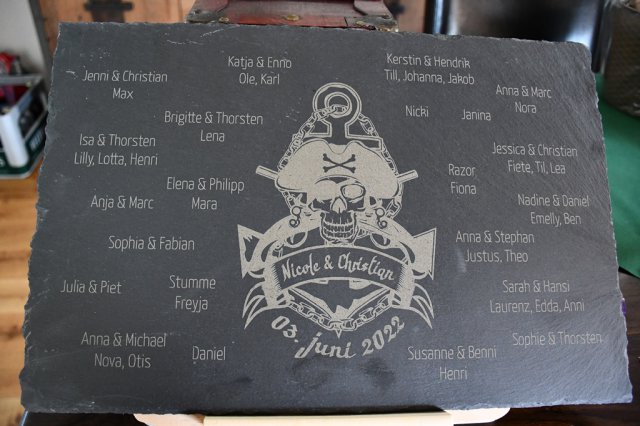 Katja & Enno
Ole, Karl
Kerstin & Hendrik
Till, Johanna, Jakob
Jenni & Christian
Max
Anna & Marc
Nora
Brigitte & Thorsten
Lena
Nicki
Janina
Isa & Thorsten
Lilly, Lotta, Henri
Jessica & Christian
Fiete, Til, Lea
Razor
Fiona
Elena & Philipp
Mara
Anja & Marc
Nadine & Daniel
Emelly, Ben
Sophia & Fabian
Anna & Stephan
Justus, Theo
Nicole & Christian
Julia & Piet
Stumme
Freyja
Sarah & Hansi
Laurenz, Edda, Anni
03. Juni 2022
Anna & Michael
Nova, Otis
Daniel
Susanne & Benni
Henri
Sophie & Thorsten